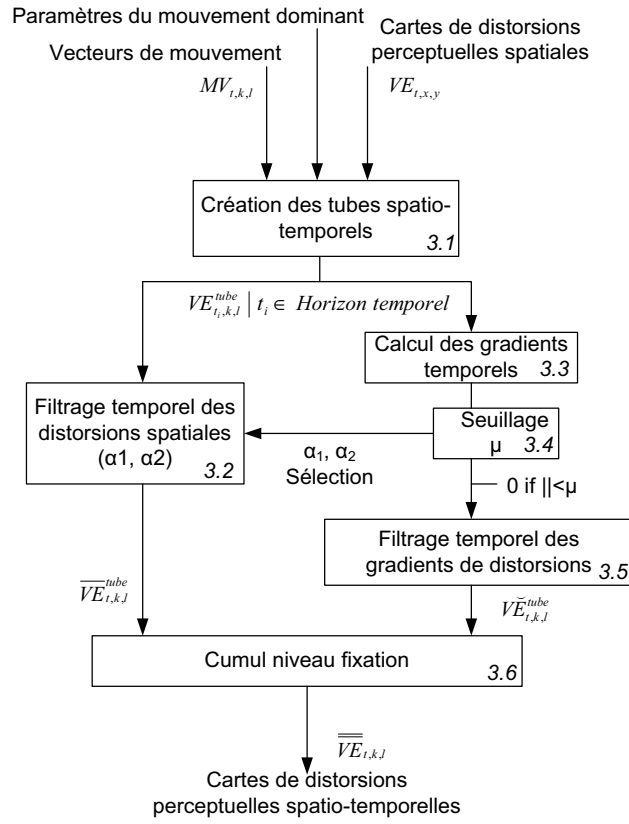 Paramètres du mouvement dominant
Vecteurs de mouvement
Cartes de distorsions
perceptuelles spatiales
MV_{t,k,l}
VE_{t,x,y}
Création des tubes spatio-
temporels
3.1
VE^{tube}_{t_i,k,l} | t_i ∈ Horizon temporel
Calcul des gradients
temporels
3.3
Filtrage temporel des
distorsions spatiales
(α1, α2)
3.2
Seuillage
μ
3.4
α₁, α₂
Sélection
0 if ||<μ
Filtrage temporel des
gradients de distorsions
3.5
\overline{VE}^{tube}_{t,k,l}
V\breve{E}^{tube}_{t,k,l}
Cumul niveau fixation
3.6
\overline{\overline{VE}}_{t,k,l}
Cartes de distorsions
perceptuelles spatio-temporelles